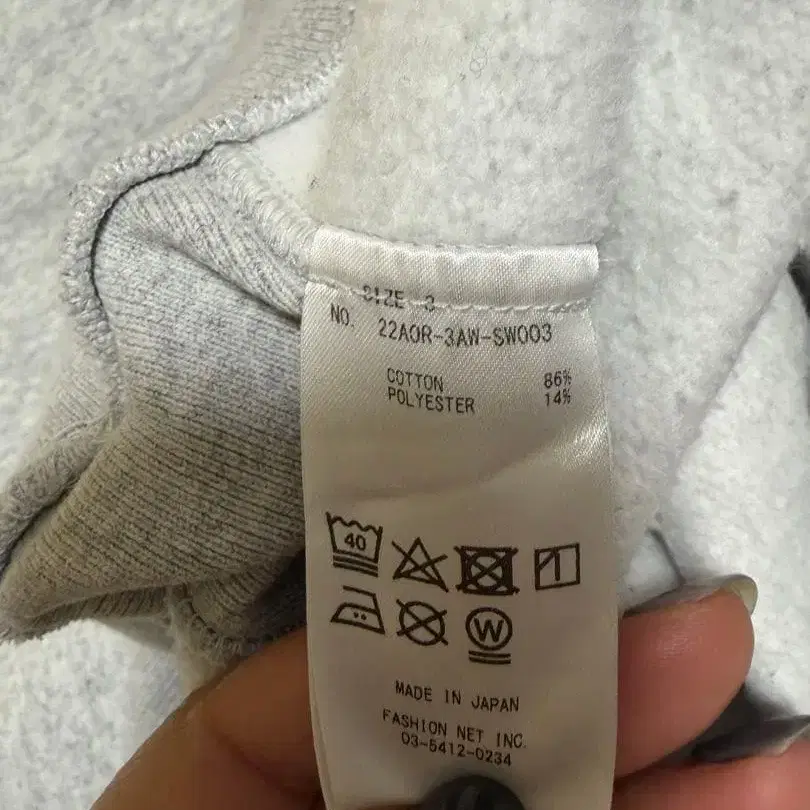 SIZE 3
NO. 22AOR-3AW-SW003
COTTON 86%
POLYESTER 14%
40
W
MADE IN JAPAN
FASHION NET INC.
03-5412-0234